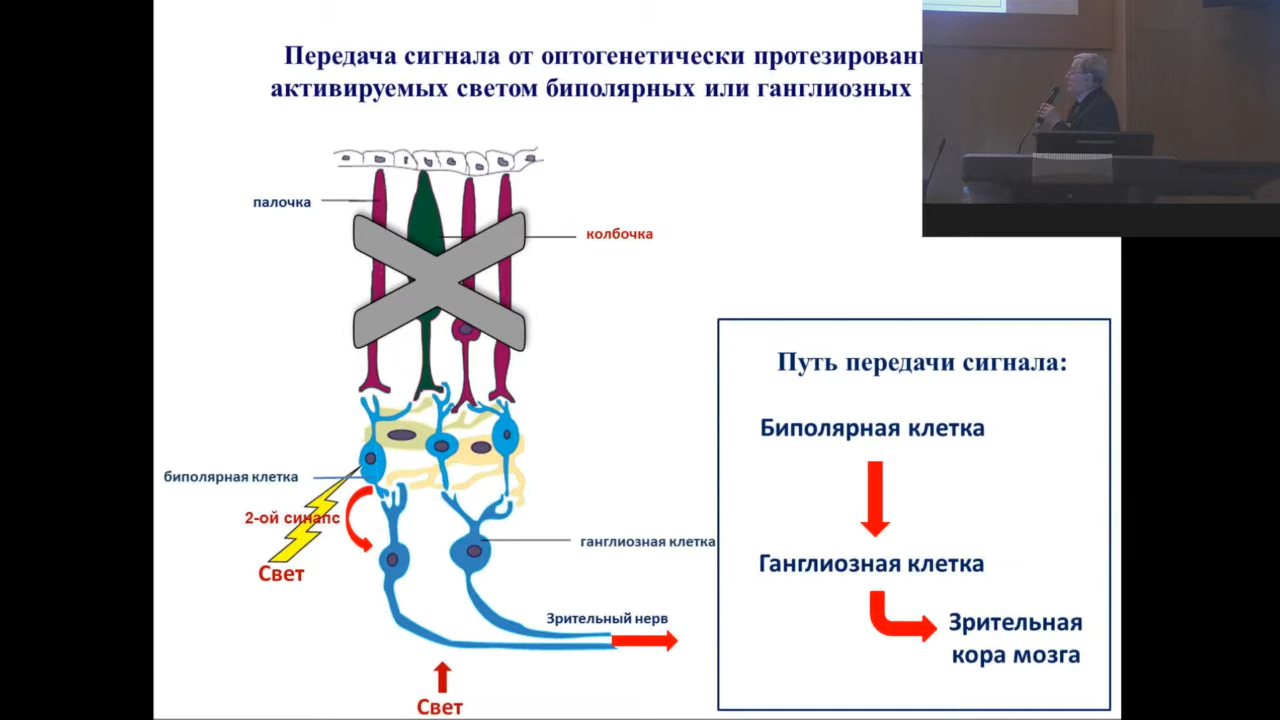 Передача сигнала от оптогенетически
активируемых светом биполярных или ганглиозных
палочка
колбочка
биполярная клетка
2-ой синапс
Свет
ганглиозная клетка
Зрительный нерв
Свет
Путь передачи сигнала:
Биполярная клетка
Ганглиозная клетка
Зрительная
кора мозга